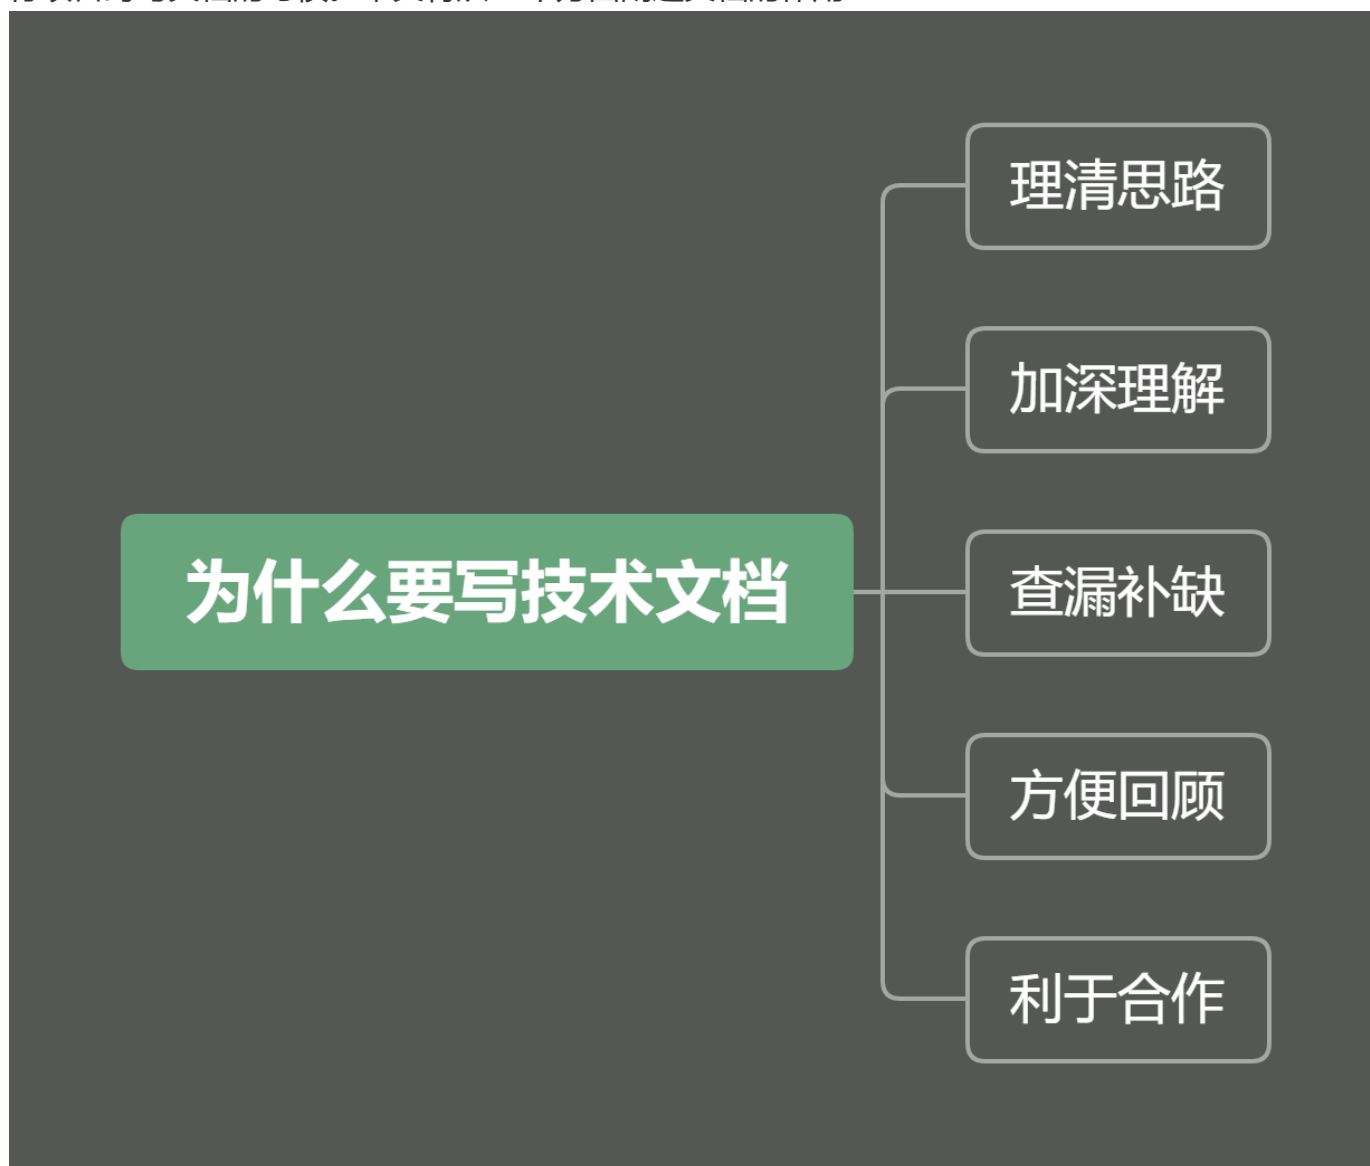 为什么要写技术文档
理清思路
加深理解
查漏补缺
方便回顾
利于合作